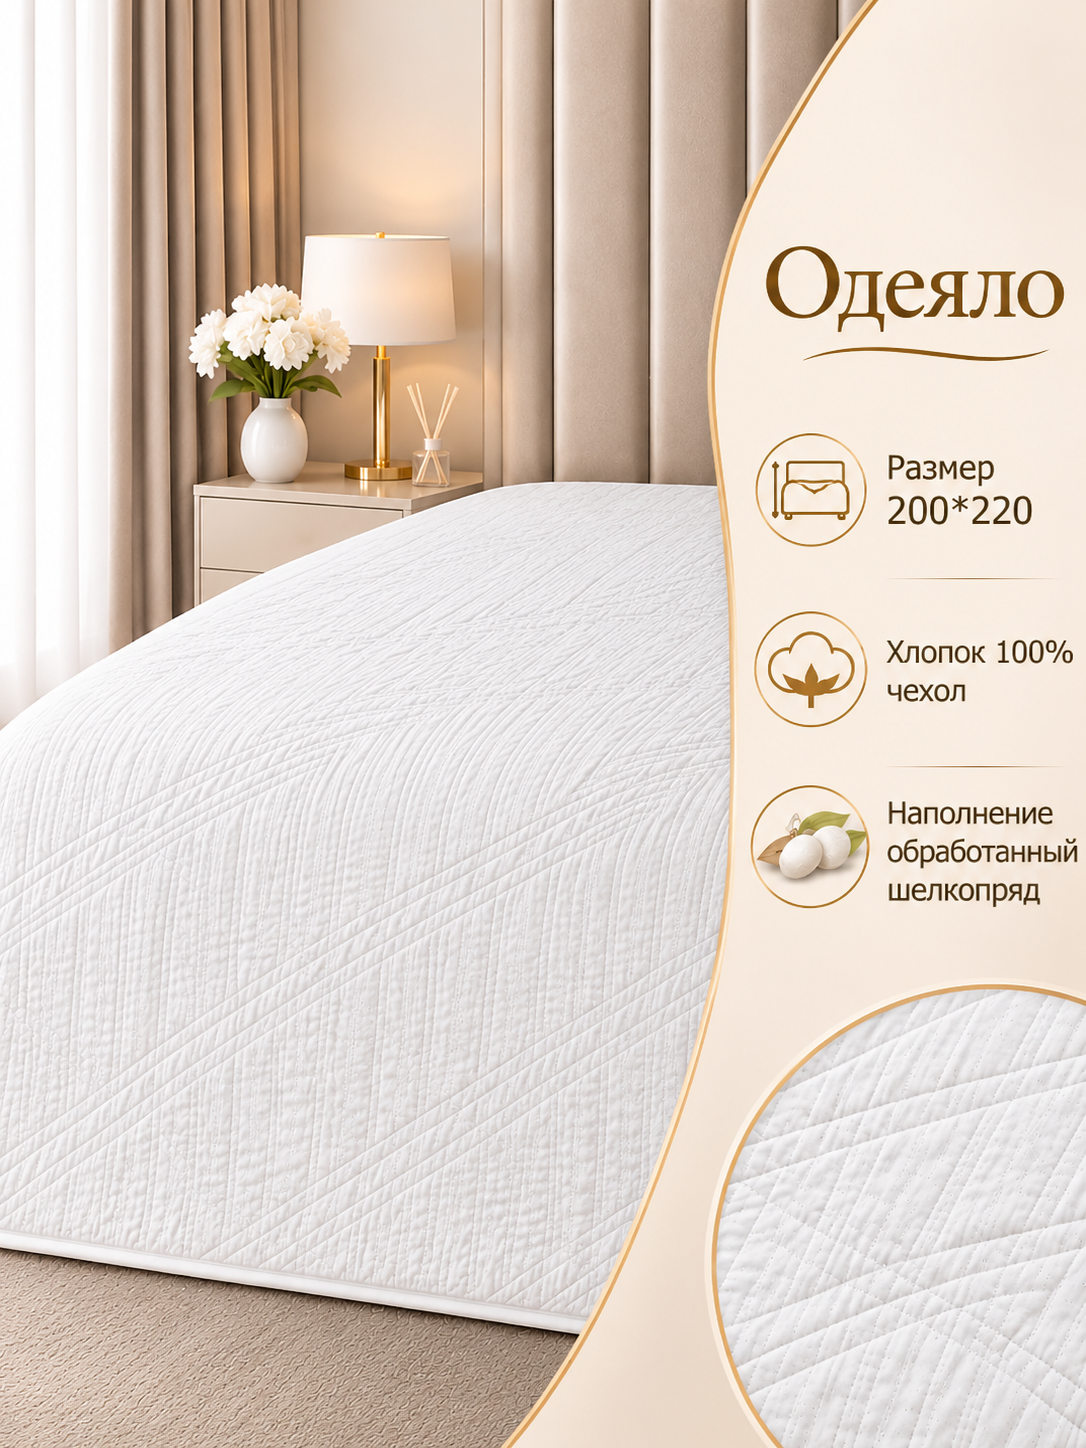 Одеяло
Размер
200*220
Хлопок 100%
чехол
Наполнение
обработанный
шелкопряд